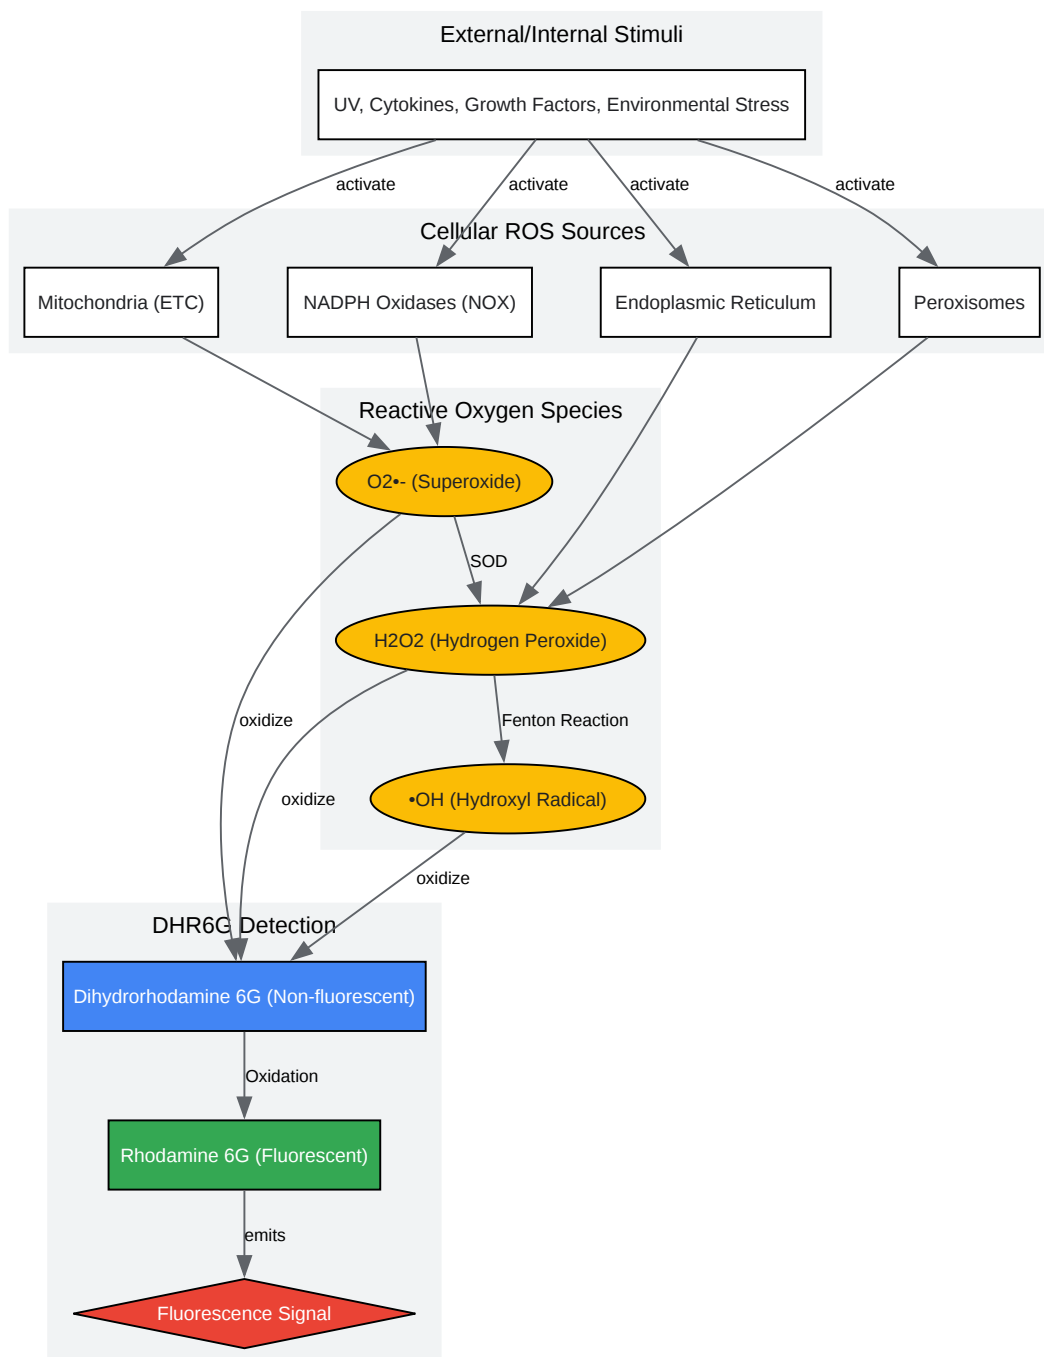 External/Internal Stimuli
UV, Cytokines, Growth Factors, Environmental Stress
activate
activate
activate
activate
Cellular ROS Sources
Mitochondria (ETC)
NADPH Oxidases (NOX)
Endoplasmic Reticulum
Peroxisomes
Reactive Oxygen Species
O2•- (Superoxide)
SOD
H2O2 (Hydrogen Peroxide)
oxidize
Fenton Reaction
oxidize
•OH (Hydroxyl Radical)
oxidize
DHR6G Detection
Dihydrorhodamine 6G (Non-fluorescent)
Oxidation
Rhodamine 6G (Fluorescent)
emits
Fluorescence Signal